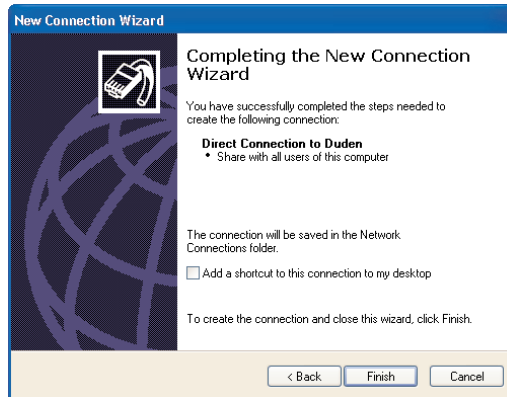 New Connection Wizard
Completing the New Connection
Wizard
You have successfully completed the steps needed to
create the following connection:
Direct Connection to Duden
• Share with all users of this computer
The connection will be saved in the Network
Connections folder.
Add a shortcut to this connection to my desktop
To create the connection and close this wizard, click Finish.
< Back Finish Cancel